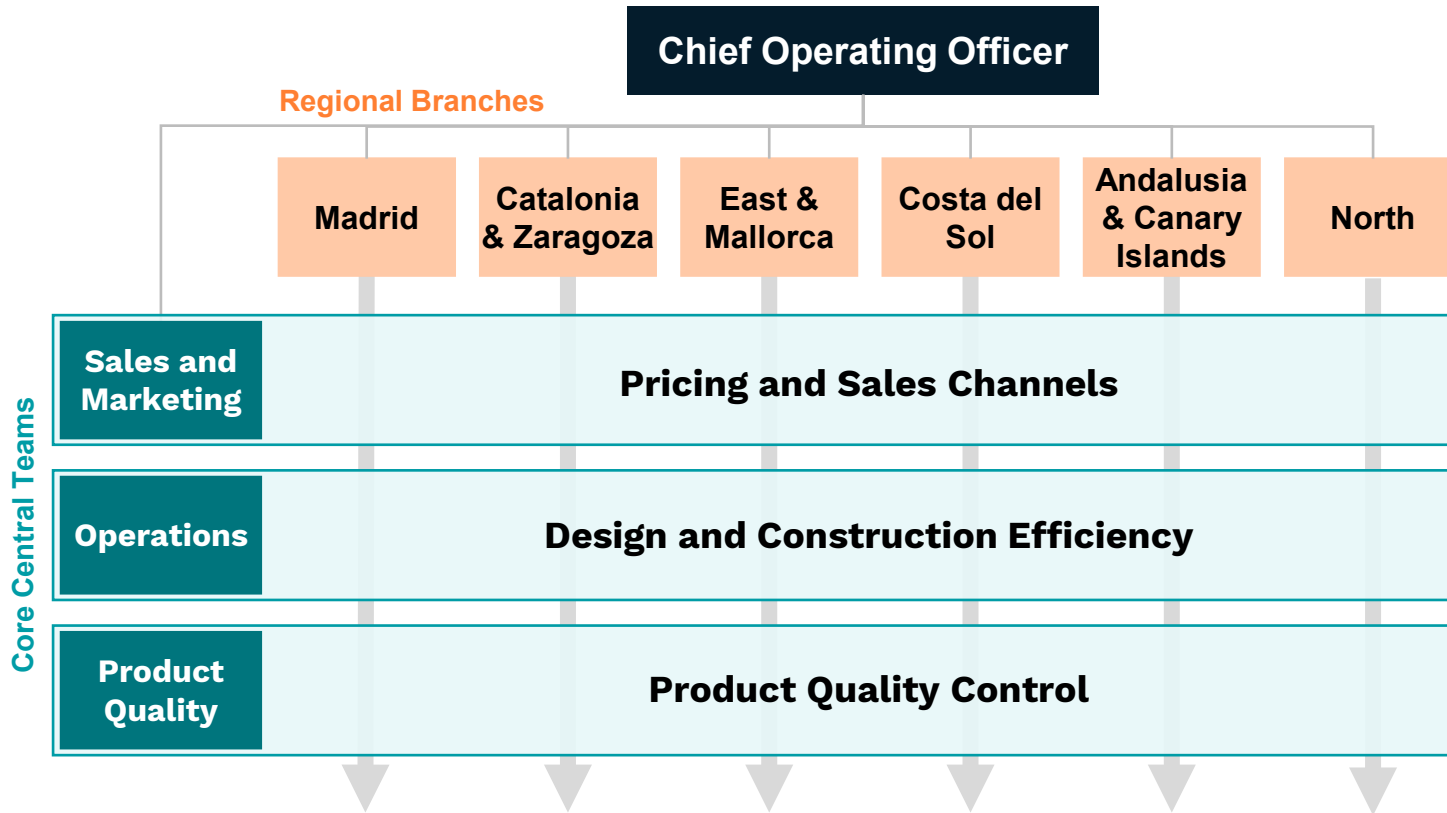 Chief Operating Officer
Regional Branches
Madrid
Catalonia
& Zaragoza
East &
Mallorca
Costa del
Sol
Andalusia
& Canary
Islands
North
Core Central Teams
Sales and
Marketing
Pricing and Sales Channels
Operations
Design and Construction Efficiency
Product
Quality
Product Quality Control